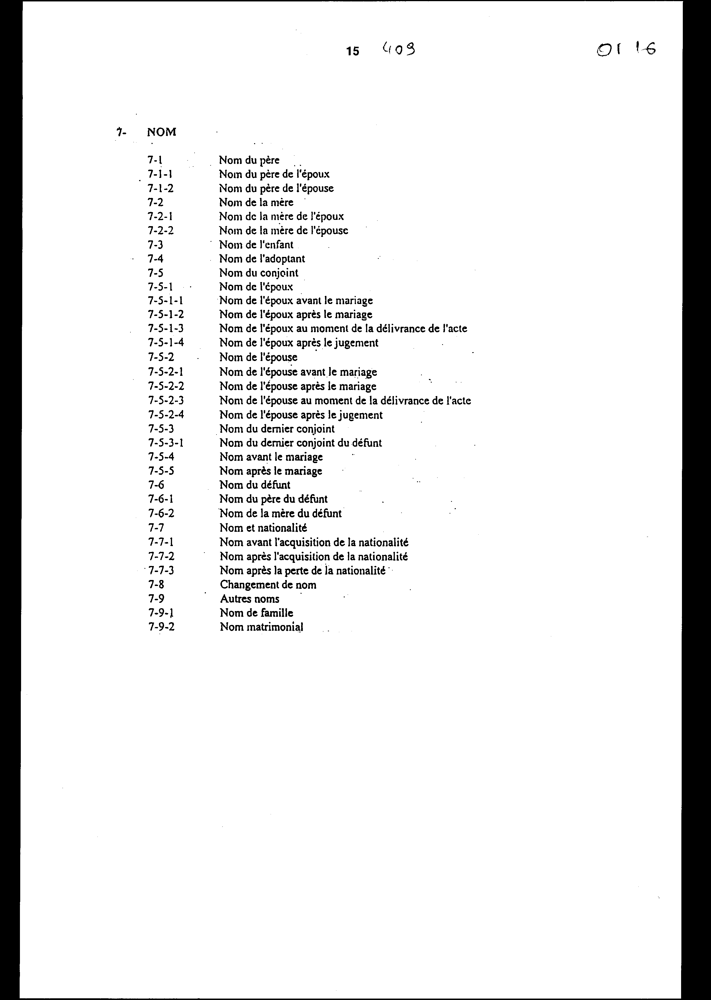 15 409 01 16
7- NOM
7-1 Nom du père
7-1-1 Nom du père de l'époux
7-1-2 Nom du père de l'épouse
7-2 Nom de la mère
7-2-1 Nom de la mère de l'époux
7-2-2 Nom de la mère de l'épouse
7-3 Nom de l'enfant
7-4 Nom de l'adoptant
7-5 Nom du conjoint
7-5-1 Nom de l'époux
7-5-1-1 Nom de l'époux avant le mariage
7-5-1-2 Nom de l'époux après le mariage
7-5-1-3 Nom de l'époux au moment de la délivrance de l'acte
7-5-1-4 Nom de l'époux après le jugement
7-5-2 Nom de l'épouse
7-5-2-1 Nom de l'épouse avant le mariage
7-5-2-2 Nom de l'épouse après le mariage
7-5-2-3 Nom de l'épouse au moment de la délivrance de l'acte
7-5-2-4 Nom de l'épouse après le jugement
7-5-3 Nom du dernier conjoint
7-5-3-1 Nom du dernier conjoint du défunt
7-5-4 Nom avant le mariage
7-5-5 Nom après le mariage
7-6 Nom du défunt
7-6-1 Nom du père du défunt
7-6-2 Nom de la mère du défunt
7-7 Nom et nationalité
7-7-1 Nom avant l'acquisition de la nationalité
7-7-2 Nom après l'acquisition de la nationalité
7-7-3 Nom après la perte de la nationalité
7-8 Changement de nom
7-9 Autres noms
7-9-1 Nom de famille
7-9-2 Nom matrimonial